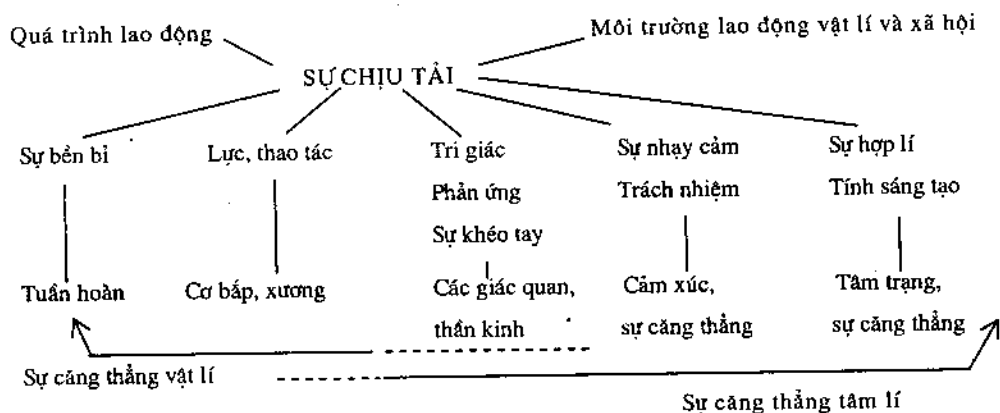 Quá trình lao động
Môi trường lao động vật lí và xã hội
SỰ CHỊU TẢI
Sự bền bỉ
Lực, thao tác
Tri giác
Sự nhạy cảm
Sự hợp lí
Phản ứng
Trách nhiệm
Tính sáng tạo
Sự khéo tay
Tuần hoàn
Cơ bắp, xương
Các giác quan,
Cảm xúc,
Tâm trạng,
thần kinh
sự căng thẳng
sự căng thẳng
Sự căng thẳng vật lí
Sự căng thẳng tâm lí